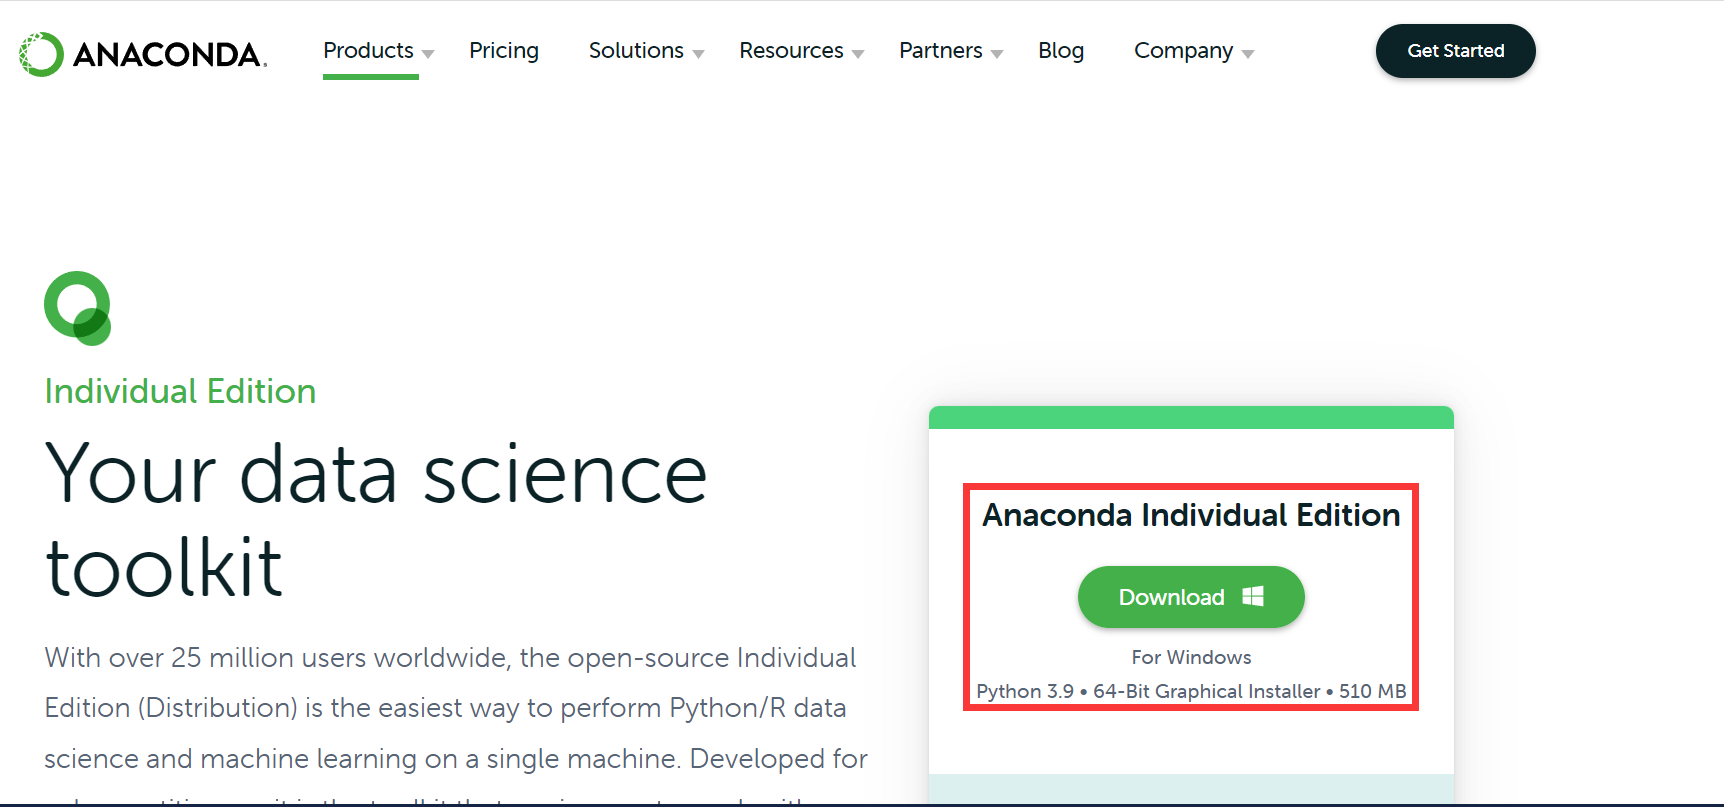 ANACONDA.
Products
Pricing
Solutions
Resources
Partners
Blog
Company
Get Started
Individual Edition
Your data science
toolkit
With over 25 million users worldwide, the open-source Individual
Edition (Distribution) is the easiest way to perform Python/R data
science and machine learning on a single machine. Developed for
Anaconda Individual Edition
Download
For Windows
Python 3.9 • 64-Bit Graphical Installer • 510 MB